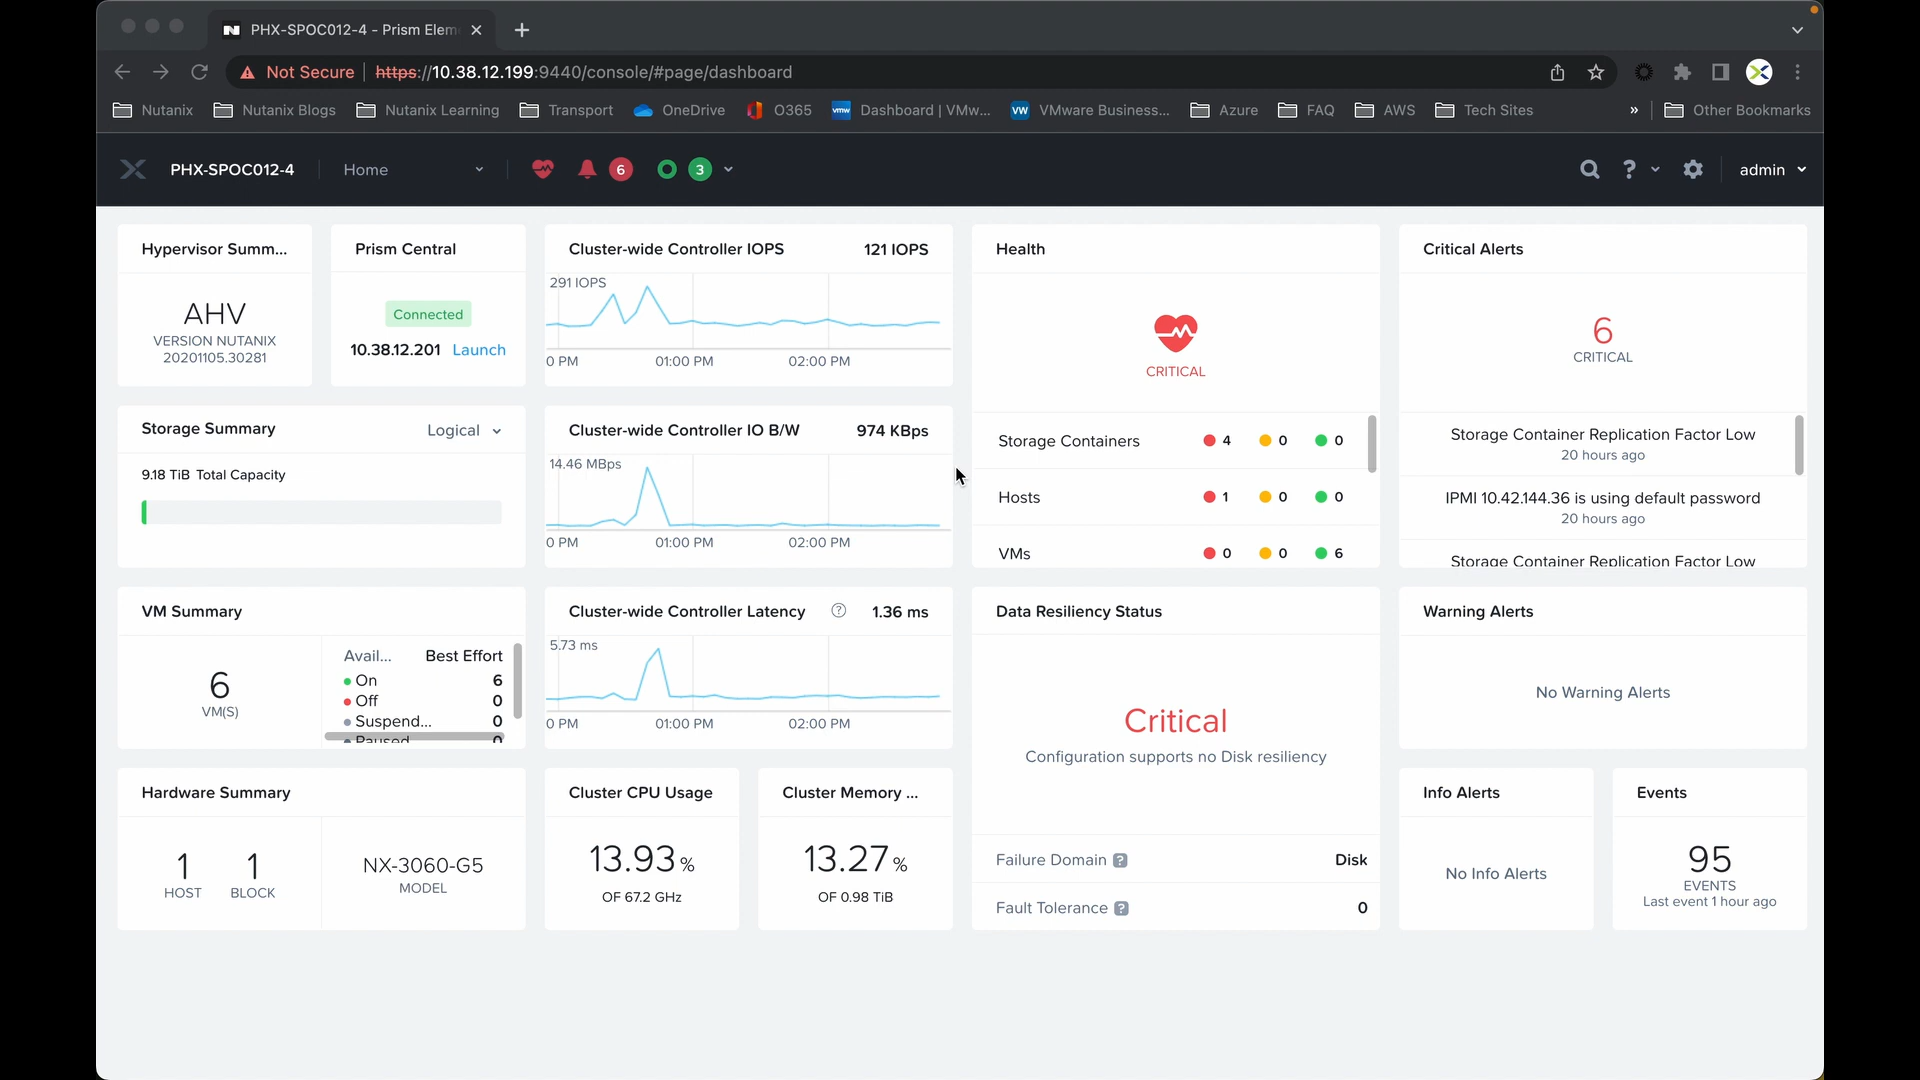 PHX-SPOC012-4 - Prism Elem
Not Secure
https://10.38.12.199:9440/console/#page/dashboard
Nutanix
Nutanix Blogs
Nutanix Learning
Transport
OneDrive
O365
Dashboard | VMw...
VMware Business...
Azure
FAQ
AWS
Tech Sites
»
Other Bookmarks
PHX-SPOC012-4
Home
6
3
?
admin
Hypervisor Summ...
AHV
VERSION NUTANIX
20201105.30281
Prism Central
Connected
10.38.12.201 Launch
Storage Summary
Logical
9.18 TiB Total Capacity
VM Summary
6
VM(S)
Avail... Best Effort
On 6
Off 0
Suspend... 0
Paused 0
Hardware Summary
1
HOST
1
BLOCK
NX-3060-G5
MODEL
Cluster-wide Controller IOPS 121 IOPS
291 IOPS
0 PM 01:00 PM 02:00 PM
Cluster-wide Controller IO B/W 974 KBps
14.46 MBps
0 PM 01:00 PM 02:00 PM
Cluster-wide Controller Latency ? 1.36 ms
5.73 ms
0 PM 01:00 PM 02:00 PM
Cluster CPU Usage
13.93 %
OF 67.2 GHz
Cluster Memory ...
13.27 %
OF 0.98 TiB
Health
CRITICAL
Storage Containers 4 0 0
Hosts 1 0 0
VMs 0 0 6
Data Resiliency Status
Critical
Configuration supports no Disk resiliency
Failure Domain ? Disk
Fault Tolerance ? 0
Critical Alerts
6
CRITICAL
Storage Container Replication Factor Low
20 hours ago
IPMI 10.42.144.36 is using default password
20 hours ago
Storage Container Replication Factor Low
Warning Alerts
No Warning Alerts
Info Alerts
No Info Alerts
Events
95
EVENTS
Last event 1 hour ago